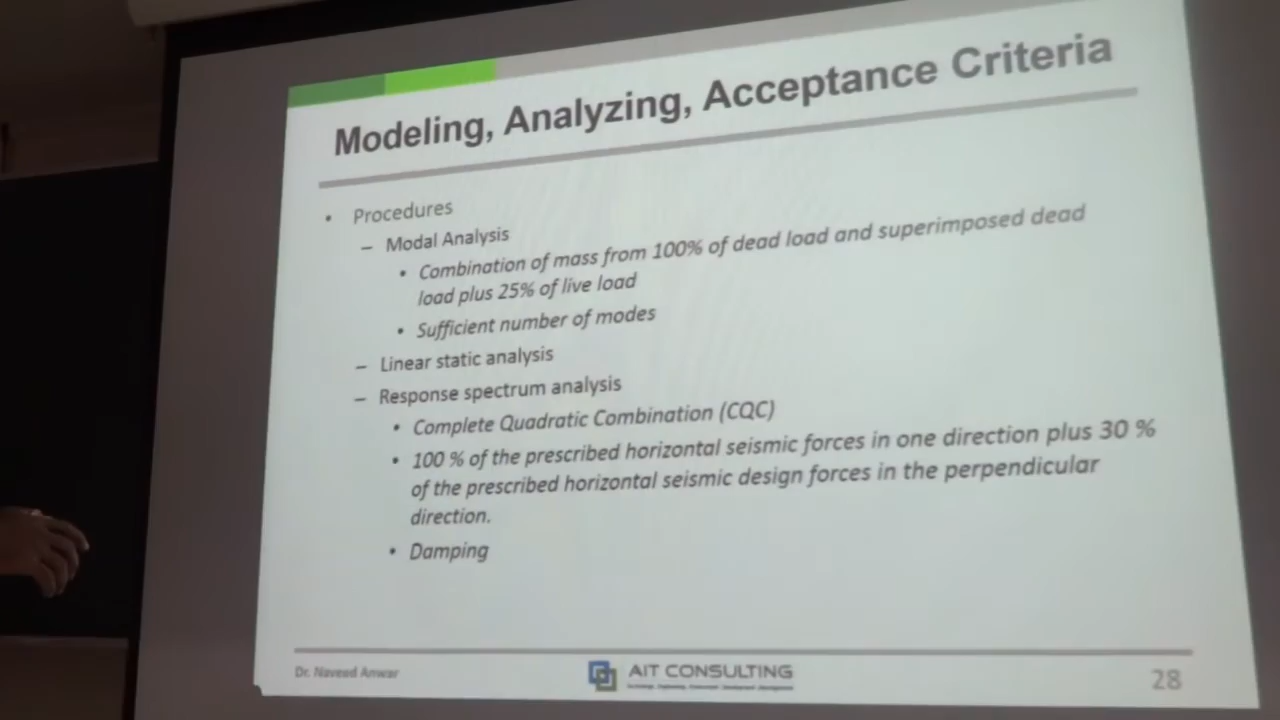 Modeling, Analyzing, Acceptance Criteria
• Procedures
– Modal Analysis
• Combination of mass from 100% of dead load and superimposed dead
load plus 25% of live load
• Sufficient number of modes
– Linear static analysis
– Response spectrum analysis
• Complete Quadratic Combination (CQC)
• 100 % of the prescribed horizontal seismic forces in one direction plus 30 %
of the prescribed horizontal seismic design forces in the perpendicular
direction.
• Damping
Dr. Naveed Anwar
AIT CONSULTING
28